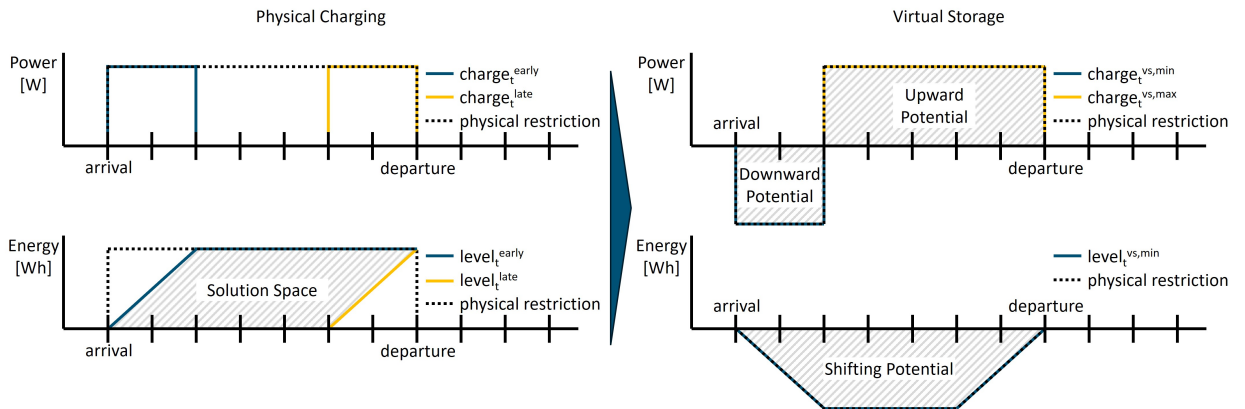 Physical Charging
Power
[W]
charge_t^early
charge_t^late
physical restriction
arrival
departure
Energy
[Wh]
level_t^early
level_t^late
physical restriction
Solution Space
arrival
departure
Virtual Storage
Power
[W]
charge_t^vs,min
charge_t^vs,max
physical restriction
Upward
Potential
arrival
Downward
Potential
departure
Energy
[Wh]
level_t^vs,min
physical restriction
arrival
departure
Shifting Potential